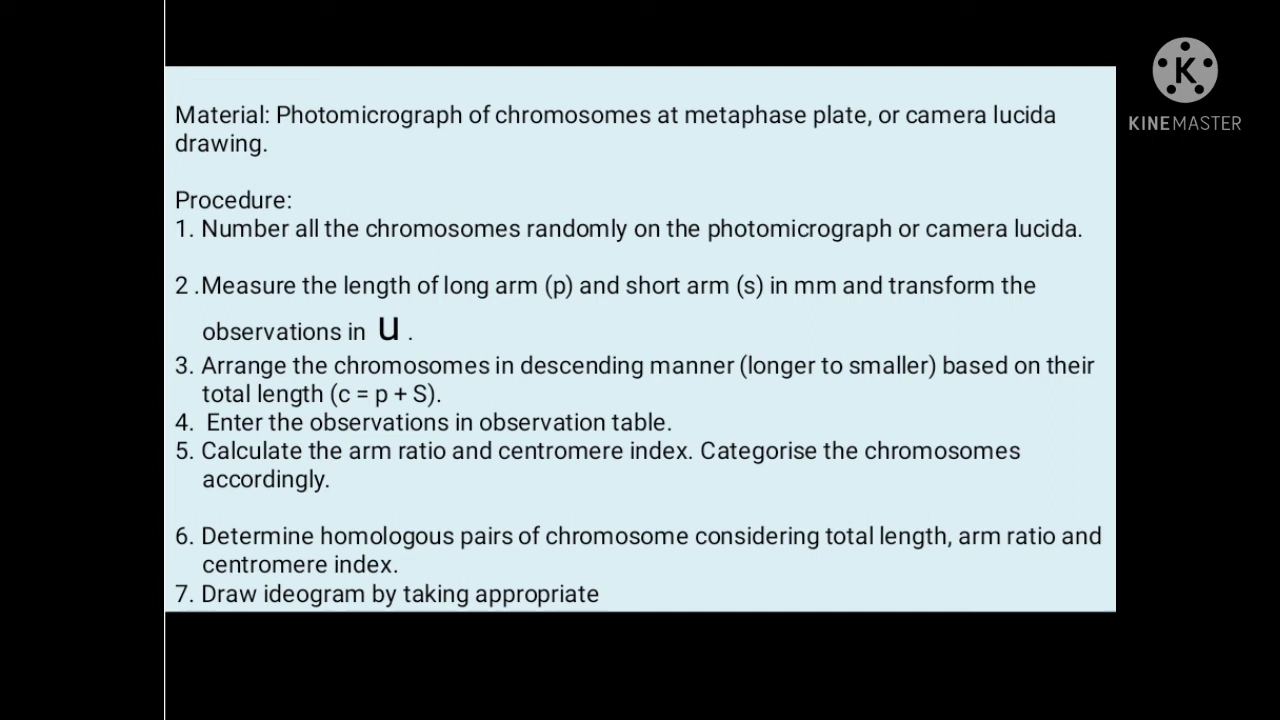 Material: Photomicrograph of chromosomes at metaphase plate, or camera lucida
drawing.
Procedure:
1. Number all the chromosomes randomly on the photomicrograph or camera lucida.
2 .Measure the length of long arm (p) and short arm (s) in mm and transform the
observations in u .
3. Arrange the chromosomes in descending manner (longer to smaller) based on their
total length (c = p + S).
4. Enter the observations in observation table.
5. Calculate the arm ratio and centromere index. Categorise the chromosomes
accordingly.
6. Determine homologous pairs of chromosome considering total length, arm ratio and
centromere index.
7. Draw ideogram by taking appropriate
K
KINEMASTER